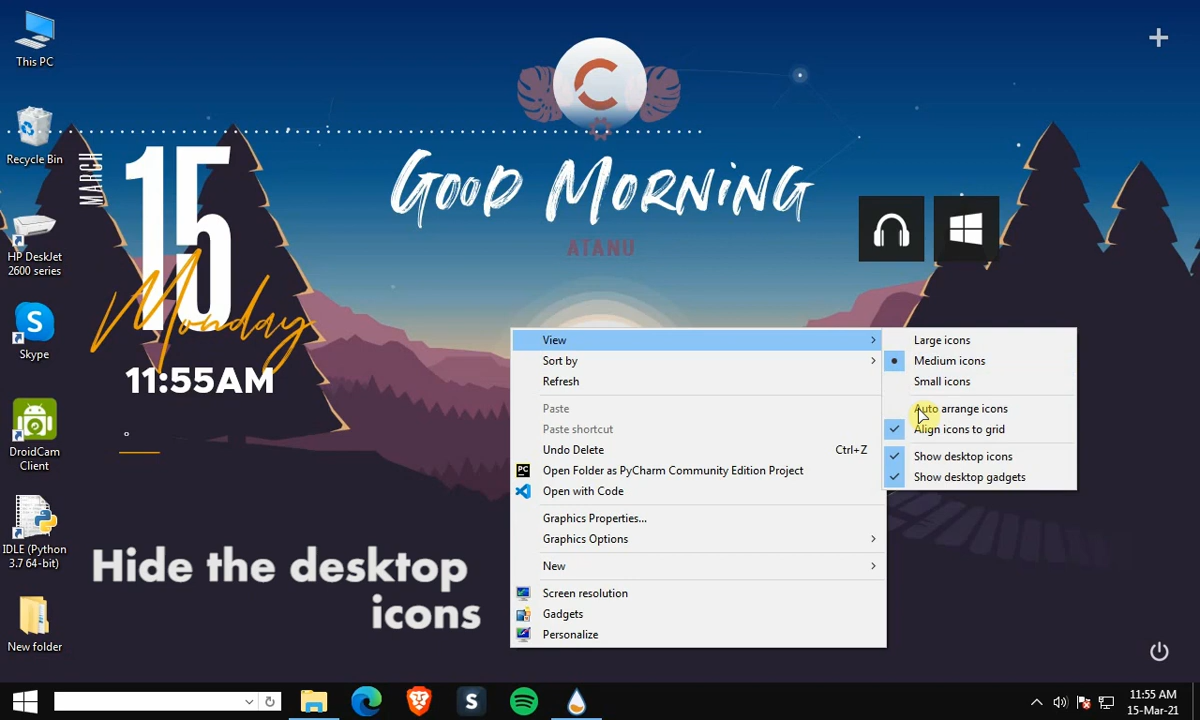 This PC
Recycle Bin
HP DeskJet
2600 series
Skype
DroidCam
Client
IDLE (Python
3.7 64-bit)
New folder
MARCH
15
Monday
11:55AM
GOOD MORNING
ATANU
View
Sort by
Refresh
Paste
Paste shortcut
Undo Delete Ctrl+Z
Open Folder as PyCharm Community Edition Project
Open with Code
Graphics Properties...
Graphics Options
New
Screen resolution
Gadgets
Personalize
Large icons
Medium icons
Small icons
Auto arrange icons
Align icons to grid
Show desktop icons
Show desktop gadgets
Hide the desktop
icons
11:55 AM
15-Mar-21